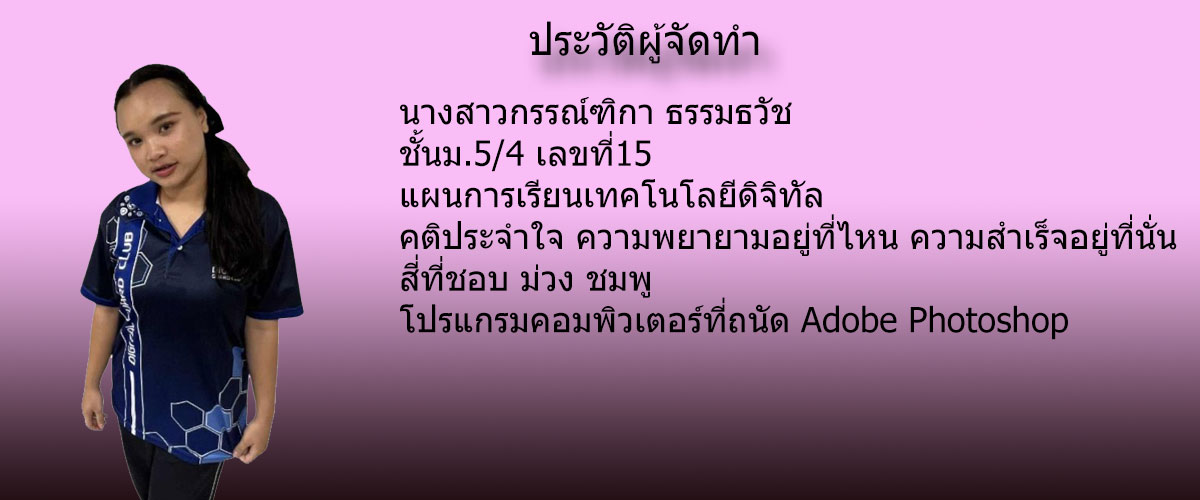 ประวัติผู้จัดทำ
นางสาวกรรณ์ฑิกา ธรรมธวัช
ชั้นม.5/4 เลขที่15
แผนการเรียนเทคโนโลยีดิจิทัล
คติประจำใจ ความพยายามอยู่ที่ไหน ความสำเร็จอยู่ที่นั่น
สี่ที่ชอบ ม่วง ชมพู
โปรแกรมคอมพิวเตอร์ที่ถนัด Adobe Photoshop
CLUB